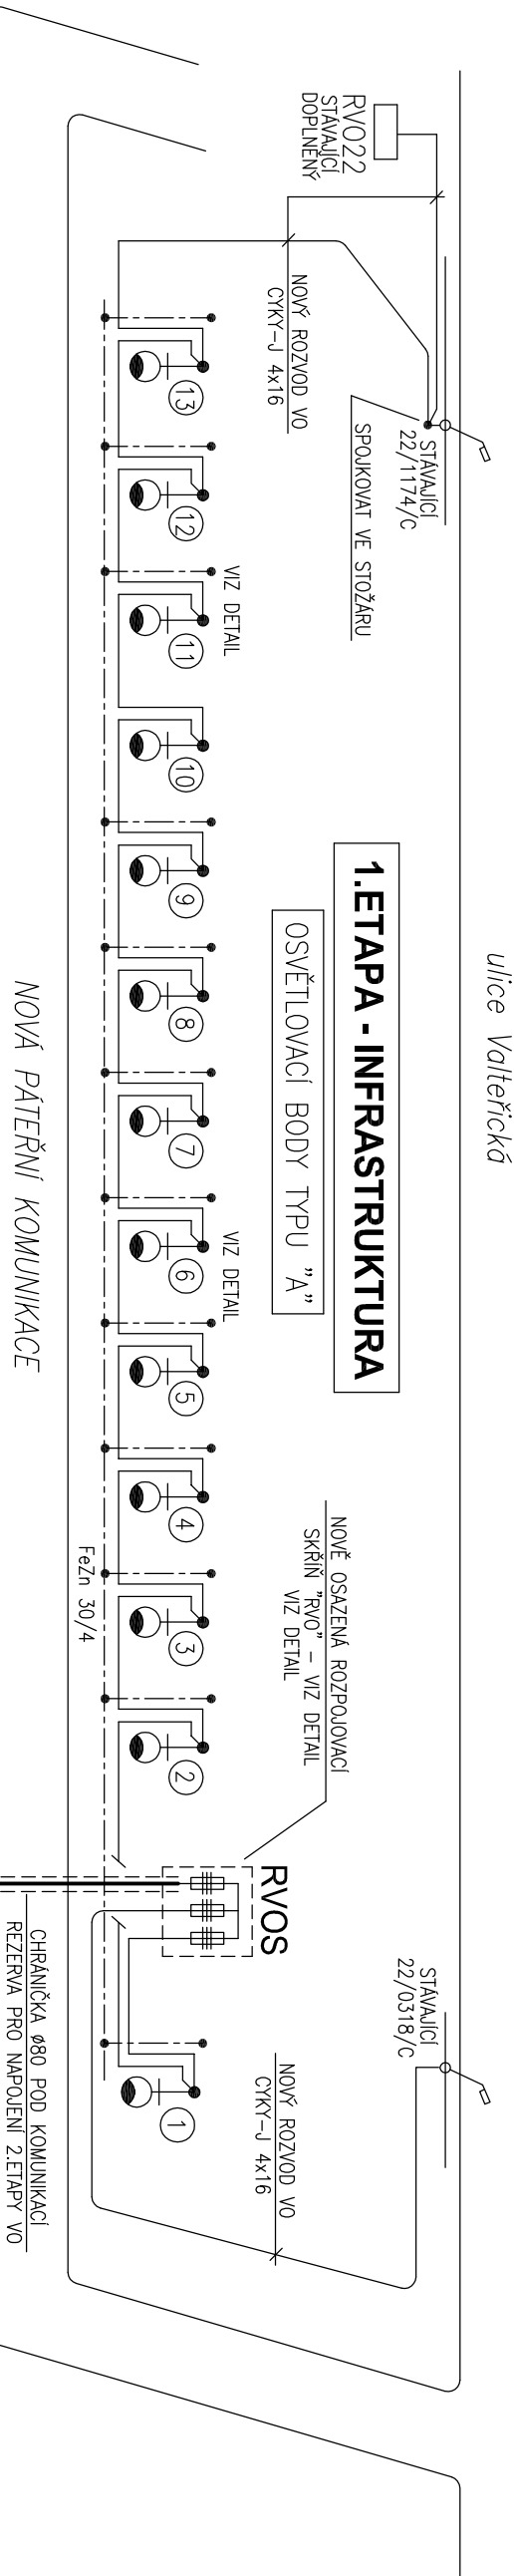 ulice Valteřická
RVO22
STÁVAJÍCÍ
DOPLNĚNÝ
STÁVAJÍCÍ
22/1174/C
NOVÝ ROZVOD VO
CYKY-J 4x16
SPOJKOVAT VE STOŽÁRU
1.ETAPA - INFRASTRUKTURA
OSVĚTLOVACÍ BODY TYPU "A"
NOVĚ OSAZENÁ ROZPOJOVACÍ
SKŘÍŇ "RVO" – VIZ DETAIL
VIZ DETAIL
STÁVAJÍCÍ
22/0318/C
NOVÝ ROZVOD VO
CYKY-J 4x16
RVOS
VIZ DETAIL
VIZ DETAIL
13
12
11
10
9
8
7
6
5
4
3
2
1
FeZn 30/4
NOVÁ PÁTEŘNÍ KOMUNIKACE
CHRÁNIČKA ø80 POD KOMUNIKACÍ
REZERVA PRO NAPOJENÍ 2.ETAPY VO